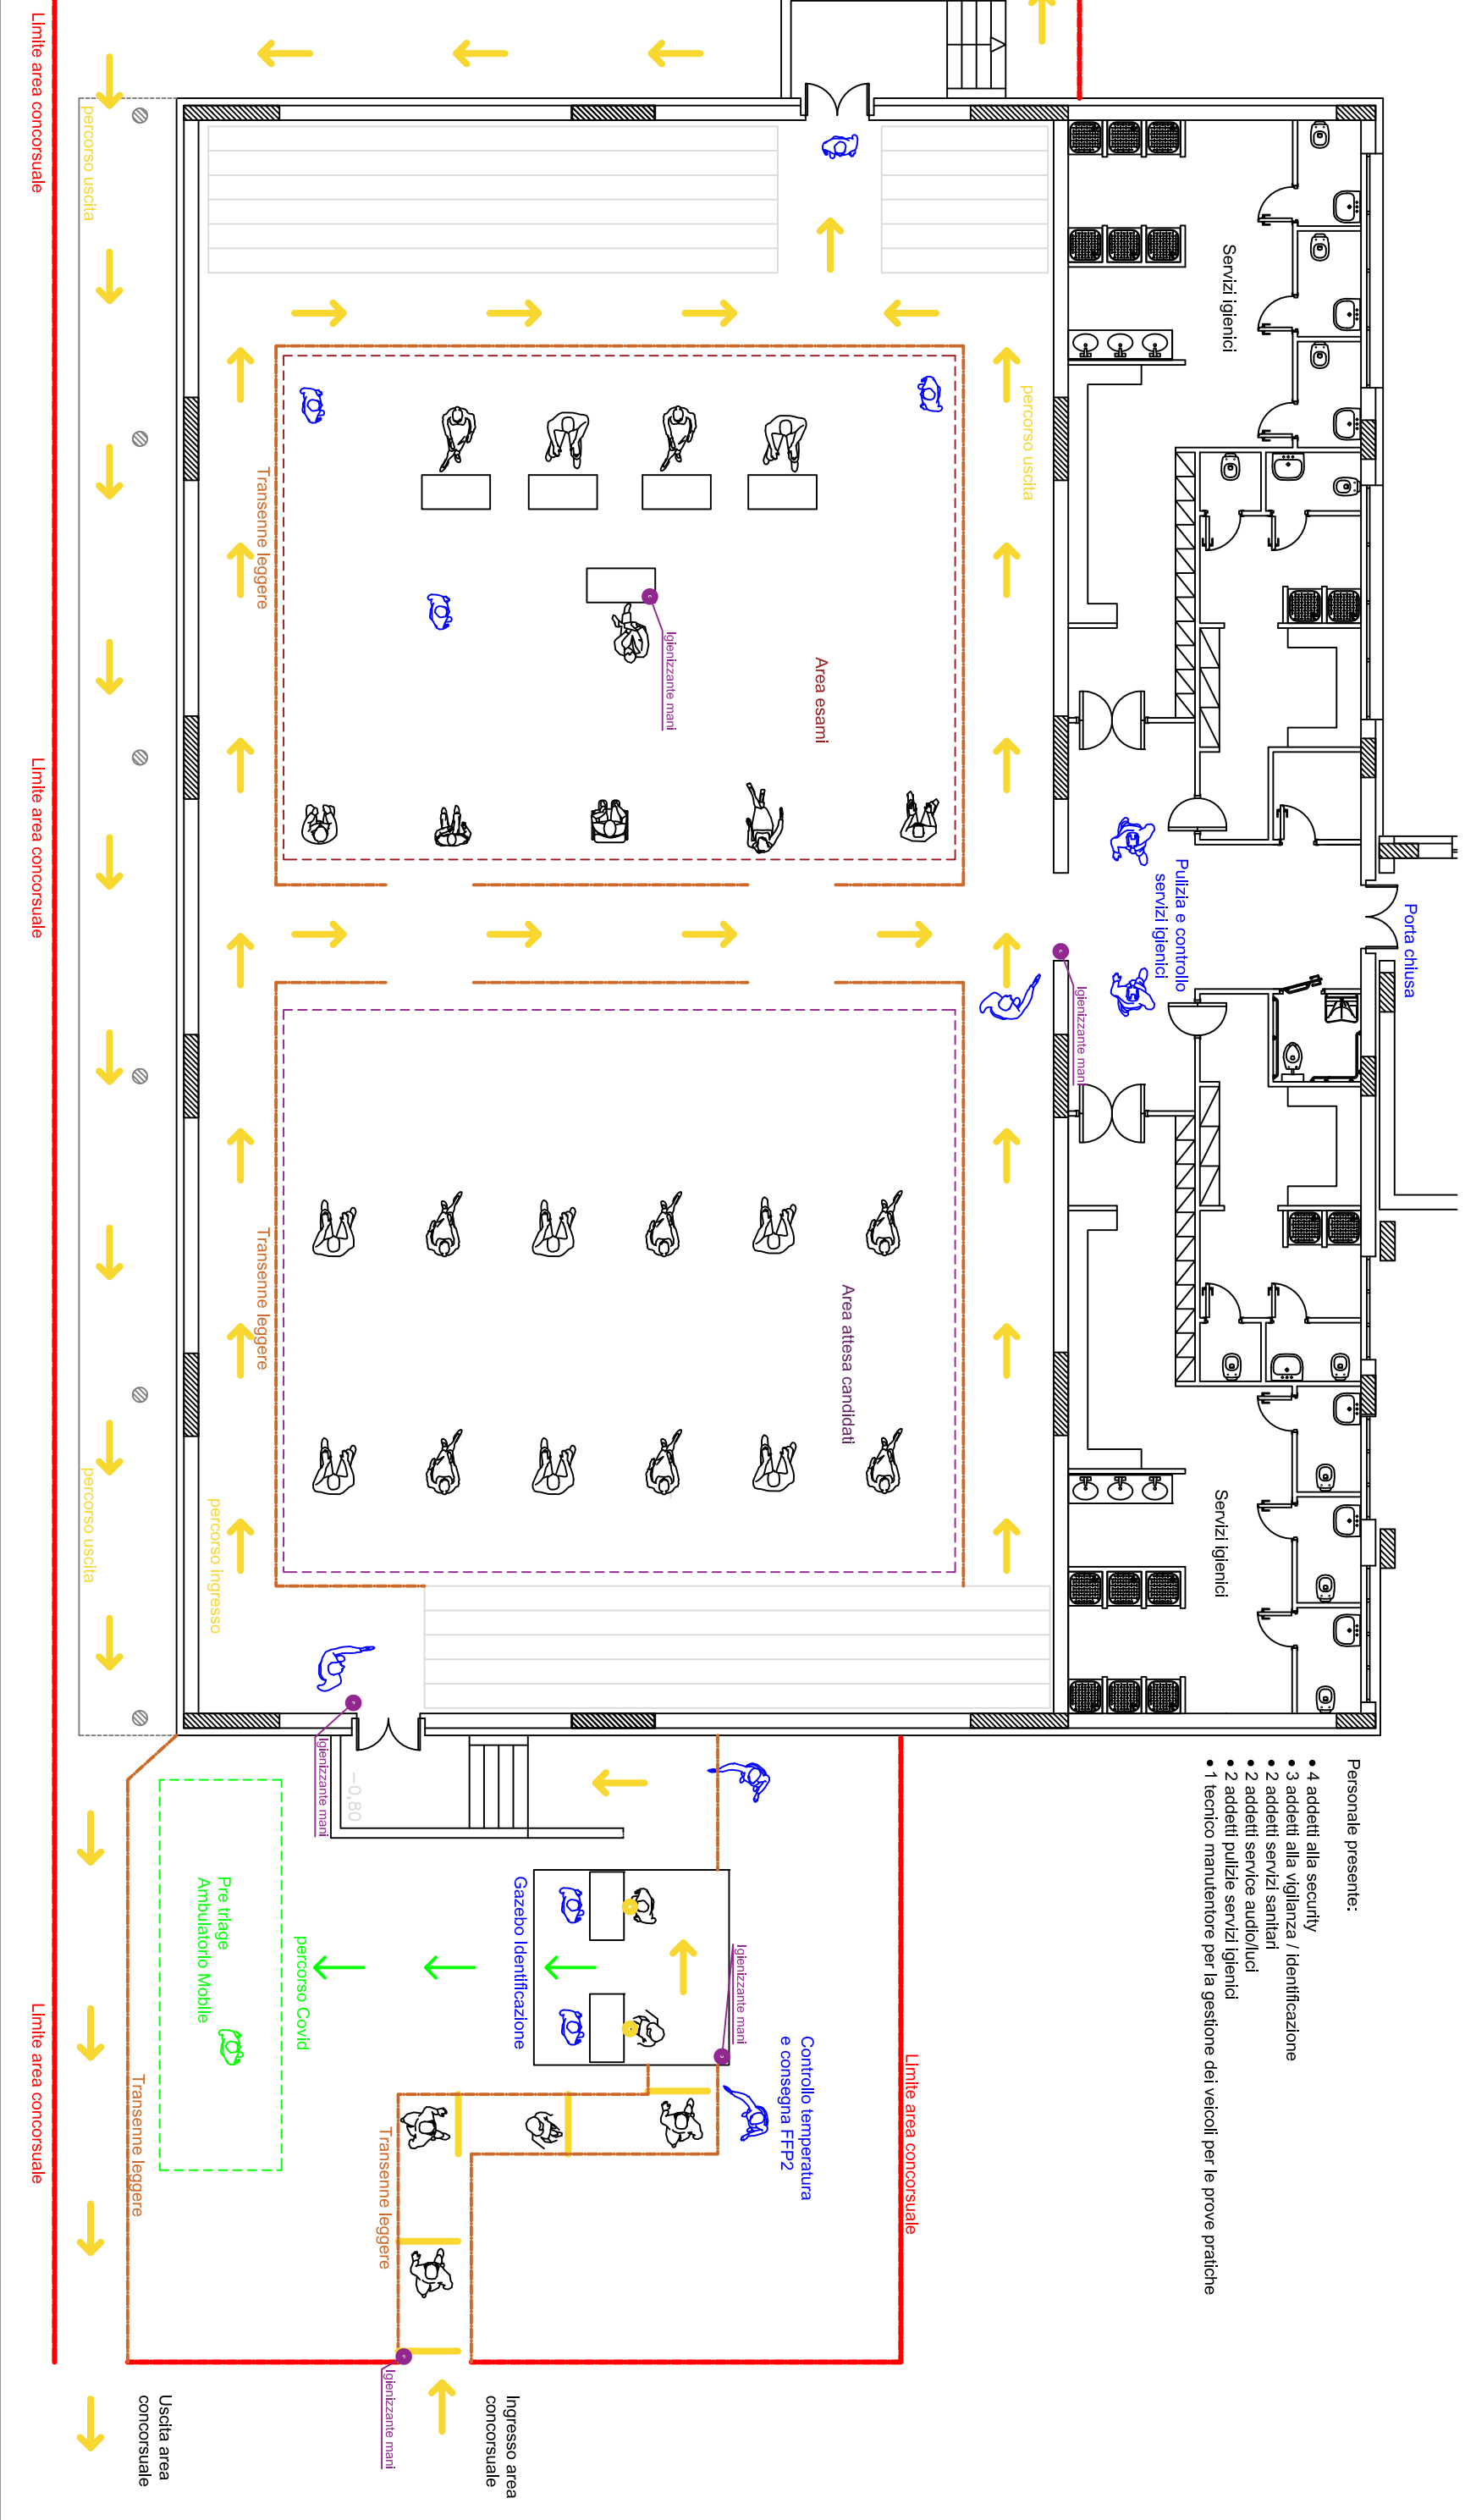 Porta chiusa
Servizi igienici
Pulizia e controllo
servizi igienici
Servizi igienici
Personale presente:
• 4 addetti alla security
• 3 addetti alla vigilanza / identificazione
• 2 addetti servizi sanitari
• 2 addetti service audio/luci
• 2 addetti pulizie servizi igienici
• 1 tecnico manutentore per la gestione dei veicoli per le prove pratiche
Igienizzante mani
percorso uscita
Limite area concorsuale
Area esami
Area attesa candidati
Controllo temperatura
e consegna FFP2
Igienizzante mani
Igienizzante mani
Gazebo Identificazione
Ingresso area
concorsuale
Igienizzante mani
Transenne leggere
-0,80
Igienizzante mani
percorso Covid
Transenne leggere
Transenne leggere
percorso ingresso
Pre triage
Ambulatorio Mobile
Uscita area
concorsuale
Transenne leggere
percorso uscita
percorso uscita
Limite area concorsuale
Limite area concorsuale
Limite area concorsuale